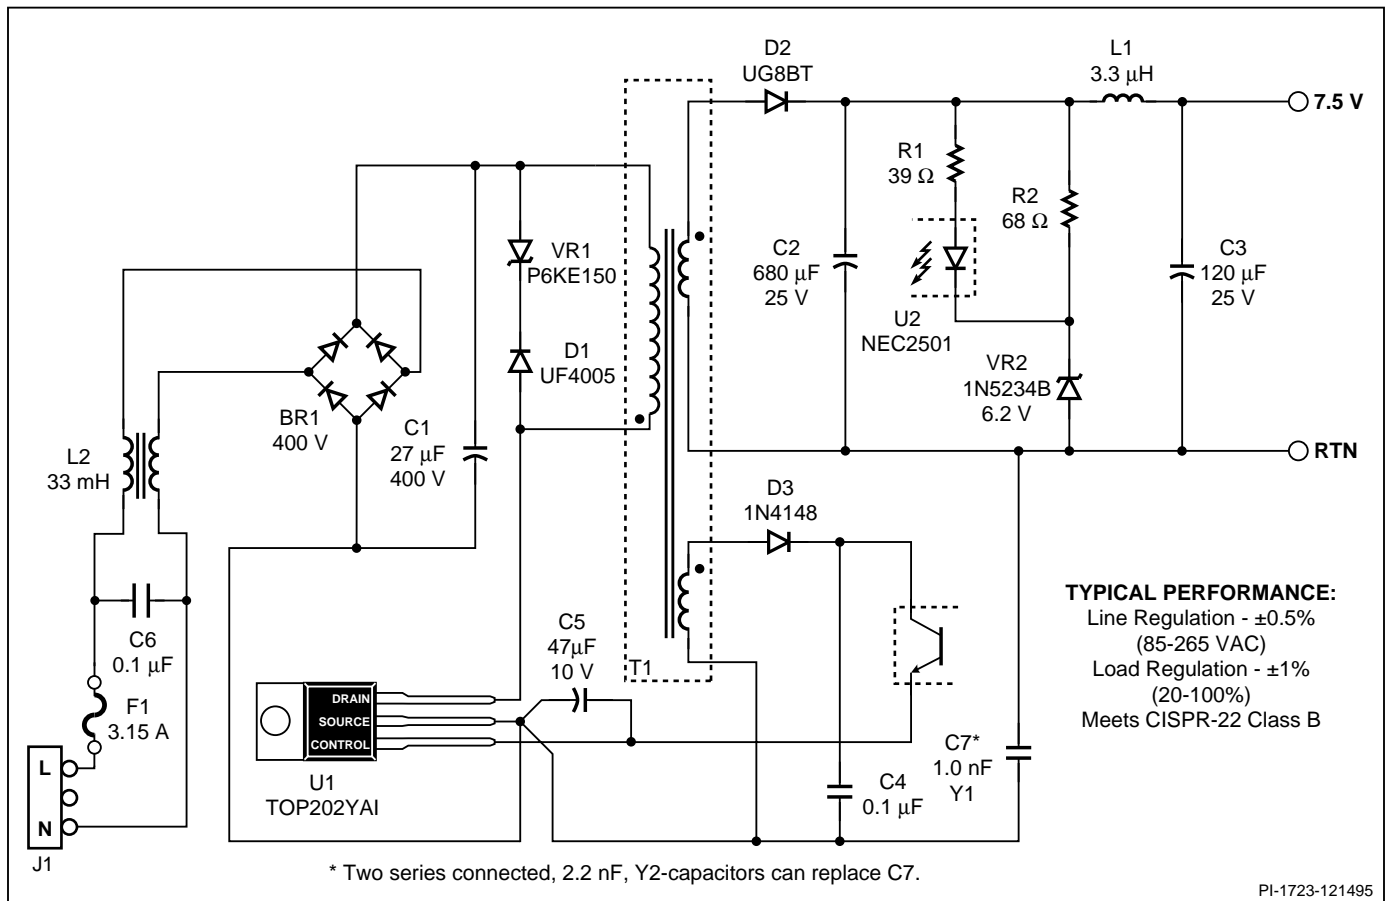 D2
UG8BT
L1
3.3 µH
7.5 V
R1
39 Ω
R2
68 Ω
VR1
P6KE150
C2
680 µF
25 V
C3
120 µF
25 V
U2
NEC2501
D1
UF4005
VR2
1N5234B
6.2 V
BR1
400 V
C1
27 µF
400 V
L2
33 mH
RTN
D3
1N4148
TYPICAL PERFORMANCE:
Line Regulation - ±0.5%
(85-265 VAC)
Load Regulation - ±1%
(20-100%)
Meets CISPR-22 Class B
C6
0.1 µF
C5
47µF
10 V
T1
F1
3.15 A
DRAIN
SOURCE
CONTROL
U1
TOP202YAI
C7*
1.0 nF
Y1
C4
0.1 µF
L
N
J1
* Two series connected, 2.2 nF, Y2-capacitors can replace C7.
PI-1723-121495